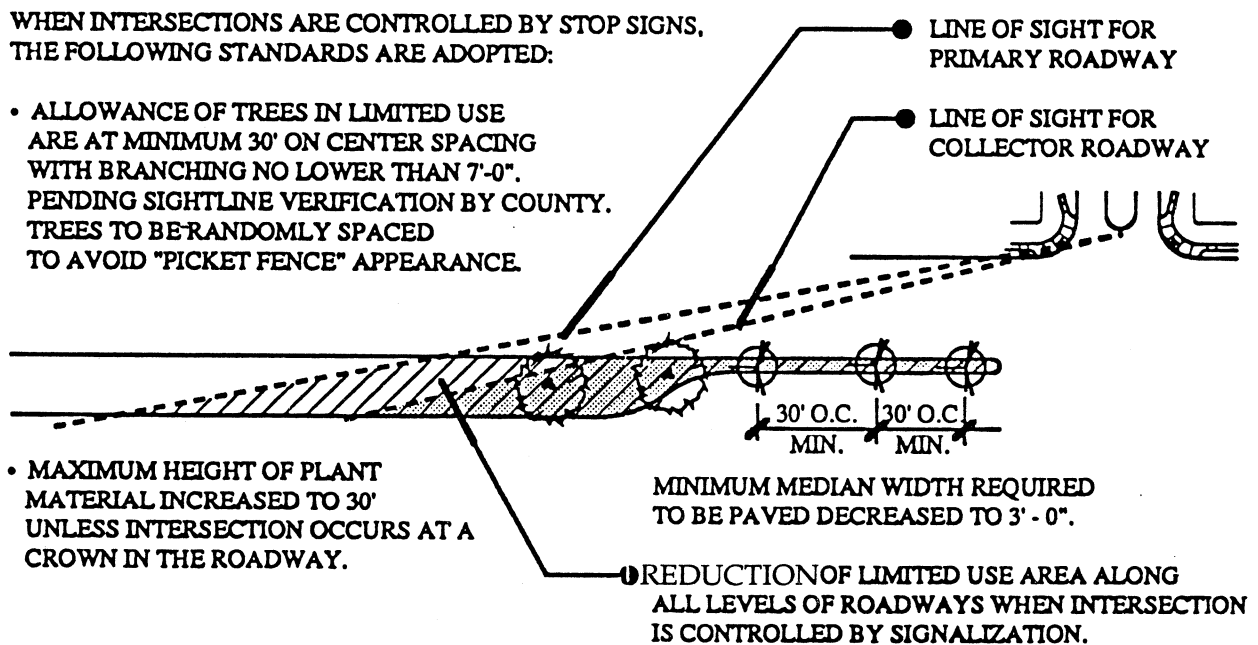 WHEN INTERSECTIONS ARE CONTROLLED BY STOP SIGNS,
THE FOLLOWING STANDARDS ARE ADOPTED:
• ALLOWANCE OF TREES IN LIMITED USE
ARE AT MINIMUM 30' ON CENTER SPACING
WITH BRANCHING NO LOWER THAN 7'-0".
PENDING SIGHTLINE VERIFICATION BY COUNTY.
TREES TO BE RANDOMLY SPACED
TO AVOID "PICKET FENCE" APPEARANCE.
LINE OF SIGHT FOR
PRIMARY ROADWAY
LINE OF SIGHT FOR
COLLECTOR ROADWAY
30' O.C.
MIN.
30' O.C
MIN.
• MAXIMUM HEIGHT OF PLANT
MATERIAL INCREASED TO 30'
UNLESS INTERSECTION OCCURS AT A
CROWN IN THE ROADWAY.
MINIMUM MEDIAN WIDTH REQUIRED
TO BE PAVED DECREASED TO 3' - 0".
REDUCTION OF LIMITED USE AREA ALONG
ALL LEVELS OF ROADWAYS WHEN INTERSECTION
IS CONTROLLED BY SIGNALIZATION.